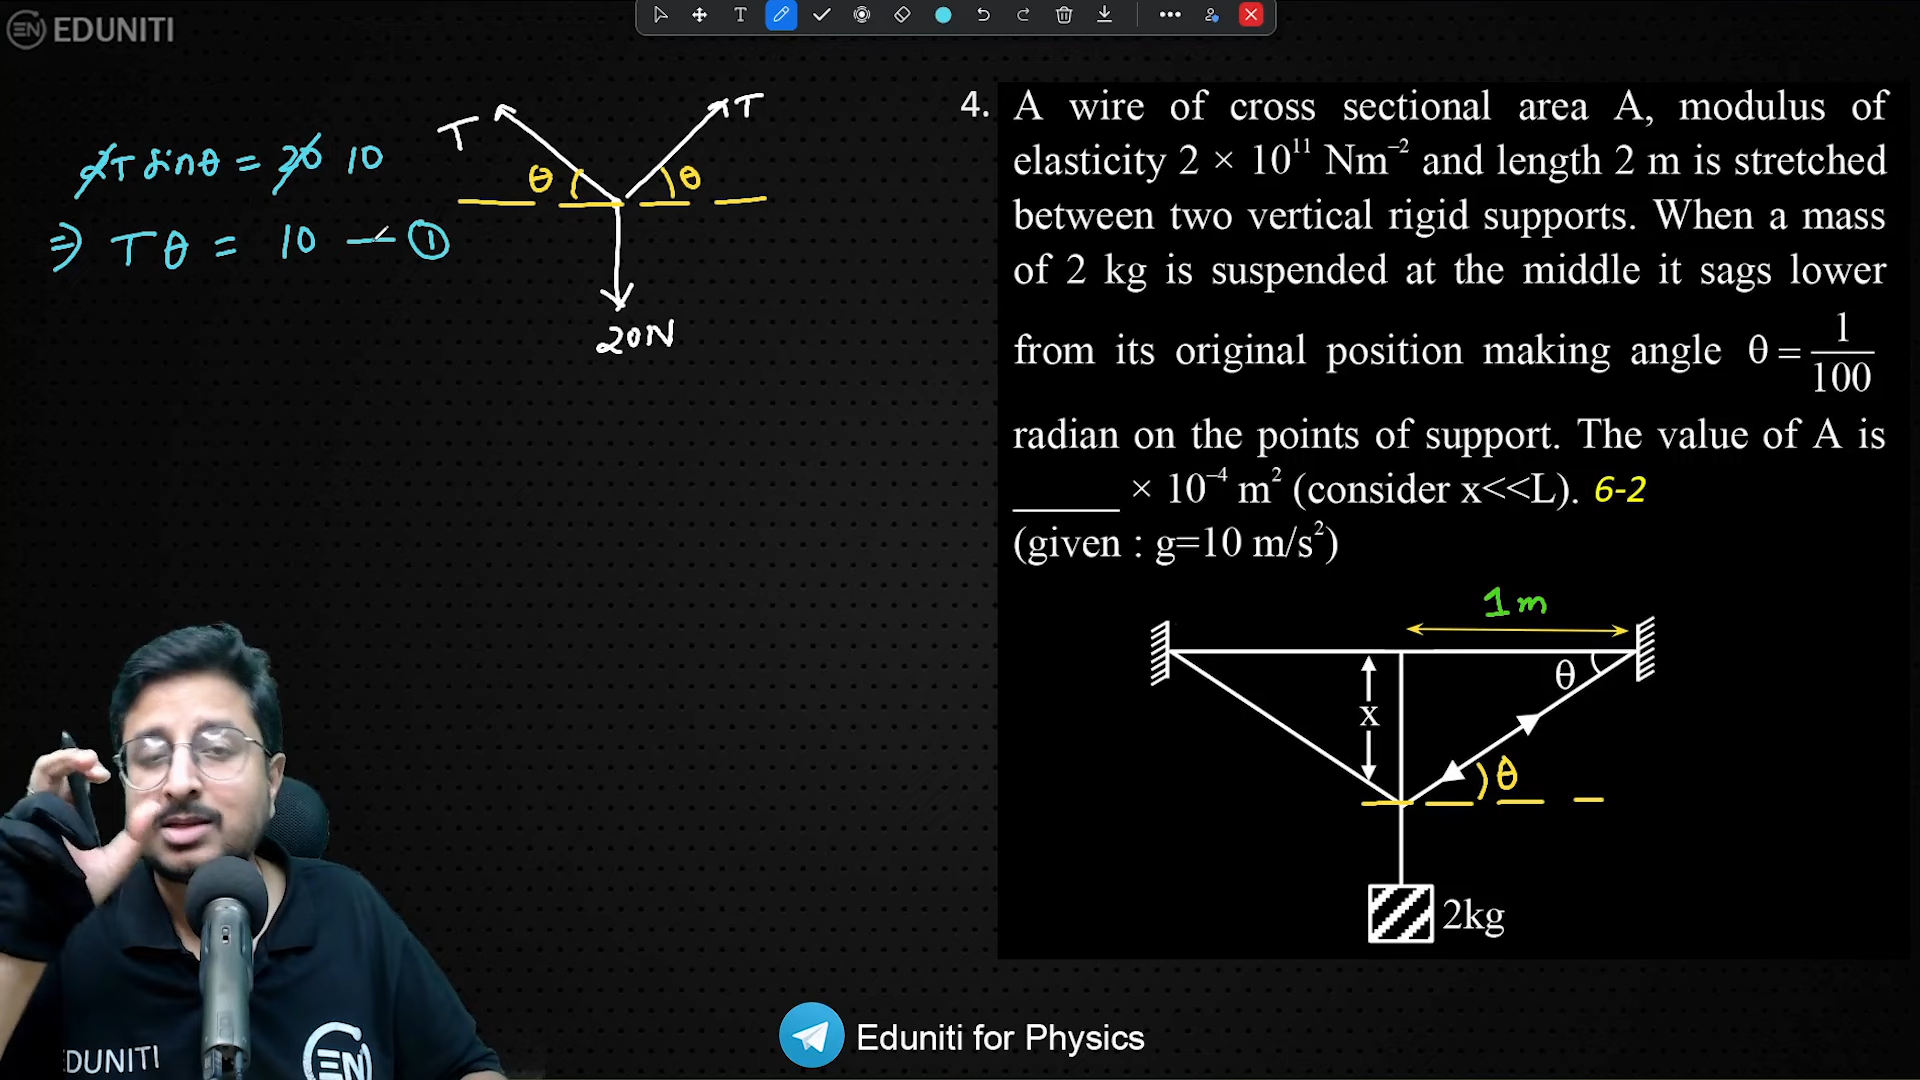 EN EDUNITI
T
2T sinθ = 20 10
⇒ Tθ = 10 — ①
T
T
θ
θ
20N
4. A wire of cross sectional area A, modulus of
elasticity 2 × 10¹¹ Nm⁻² and length 2 m is stretched
between two vertical rigid supports. When a mass
of 2 kg is suspended at the middle it sags lower
from its original position making angle θ = 1/100
radian on the points of support. The value of A is
______ × 10⁻⁴ m² (consider x<<L). 6-2
(given : g=10 m/s²)
1m
θ
x
θ
2kg
EDUNITI
EN
Eduniti for Physics